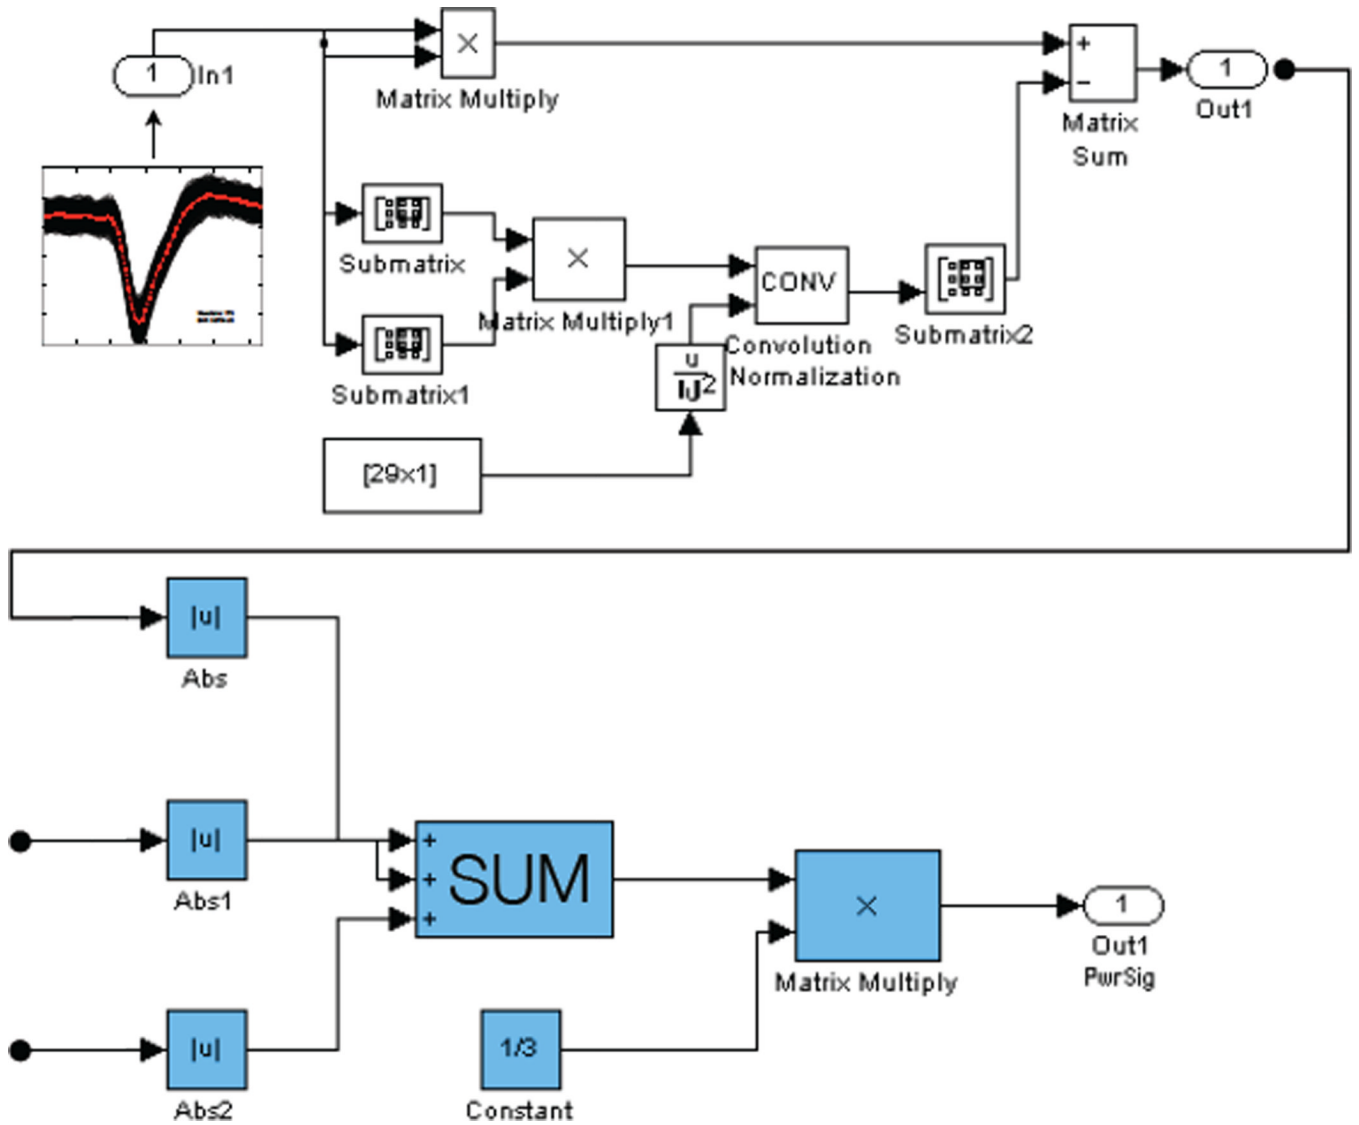 1
In1
×
Matrix Multiply
+
−
Matrix
Sum
1
Out1
Submatrix
Submatrix1
×
Matrix Multiply1
CONV
Convolution
Submatrix2
u
Normalization
[29x1]
|u|
Abs
|u|
Abs1
|u|
Abs2
+
+
+
SUM
×
Matrix Multiply
1/3
Constant
1
Out1
PwrSig